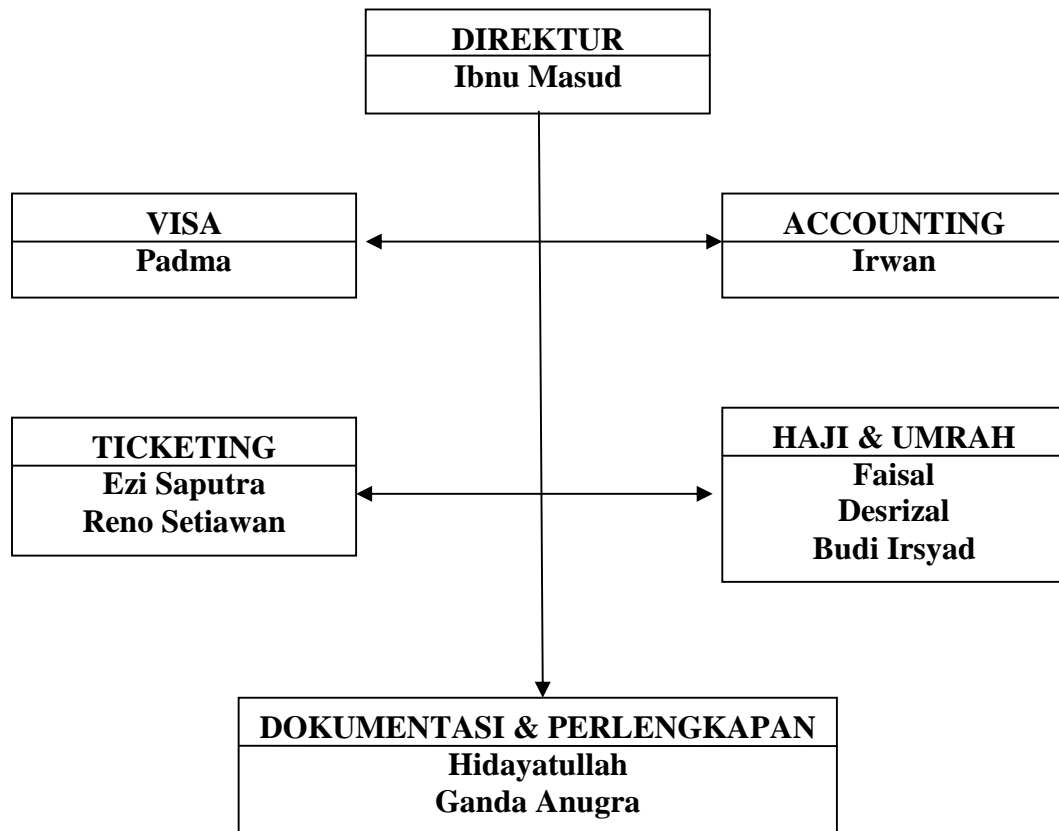 DIREKTUR
Ibnu Masud
VISA
Padma
ACCOUNTING
Irwan
TICKETING
Ezi Saputra
Reno Setiawan
HAJI & UMRAH
Faisal
Desrizal
Budi Irsyad
DOKUMENTASI & PERLENGKAPAN
Hidayatullah
Ganda Anugra